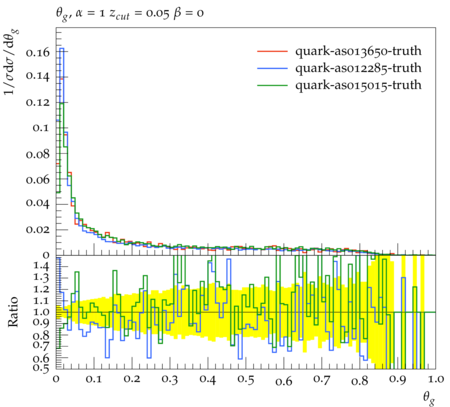 θg, α = 1 zcut = 0.05 β = 0
1/σdσ/dθg
0.16
0.14
0.12
0.1
0.08
0.06
0.04
0.02
0
quark-as013650-truth
quark-as012285-truth
quark-as015015-truth
Ratio
1.4
1.3
1.2
1.1
1.0
0.9
0.8
0.7
0.6
0.5
0 0.1 0.2 0.3 0.4 0.5 0.6 0.7 0.8 0.9 1.0
θg